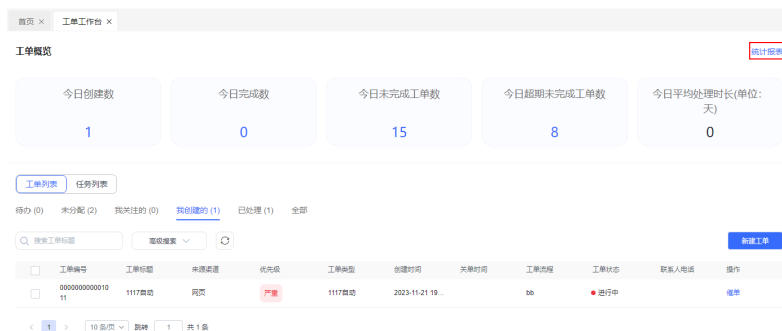 首页 × 工单工作台 ×
工单概览 统计报表
今日创建数 今日完成数 今日未完成工单数 今日超期未完成工单数 今日平均处理时长(单位:
天)
1 0 15 8 0
工单列表 任务列表
待办 (0) 未分配 (2) 我关注的 (0) 我创建的 (1) 已处理 (1) 全部
搜索工单标题 高级搜索 新建工单
工单编号 工单标题 来源渠道 优先级 工单类型 创建时间 关单时间 工单流程 工单状态 联系人电话 操作
0000000000010
11 1117自动 网页 严重 1117自动 2023-11-21 19... bb 进行中 催单
< 1 > 10 条/页 跳转 1 共 1 条